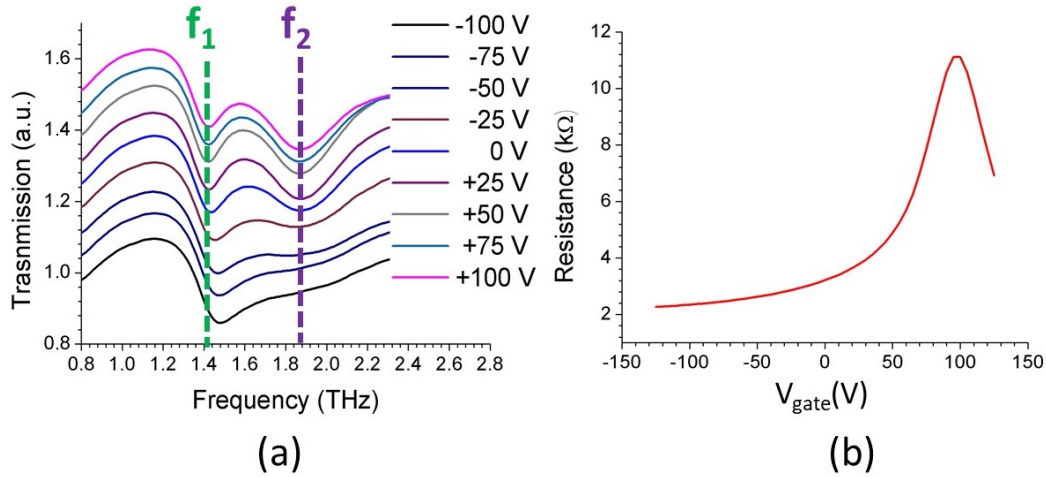 f1
f2
-100 V
-75 V
-50 V
-25 V
0 V
+25 V
+50 V
+75 V
+100 V
Trasnmission (a.u.)
1.6
1.4
1.2
1.0
0.8
0.8 1.0 1.2 1.4 1.6 1.8 2.0 2.2 2.4 2.6 2.8
Frequency (THz)
(a)
Resistance (kΩ)
12
10
8
6
4
2
-150 -100 -50 0 50 100 150
Vgate(V)
(b)